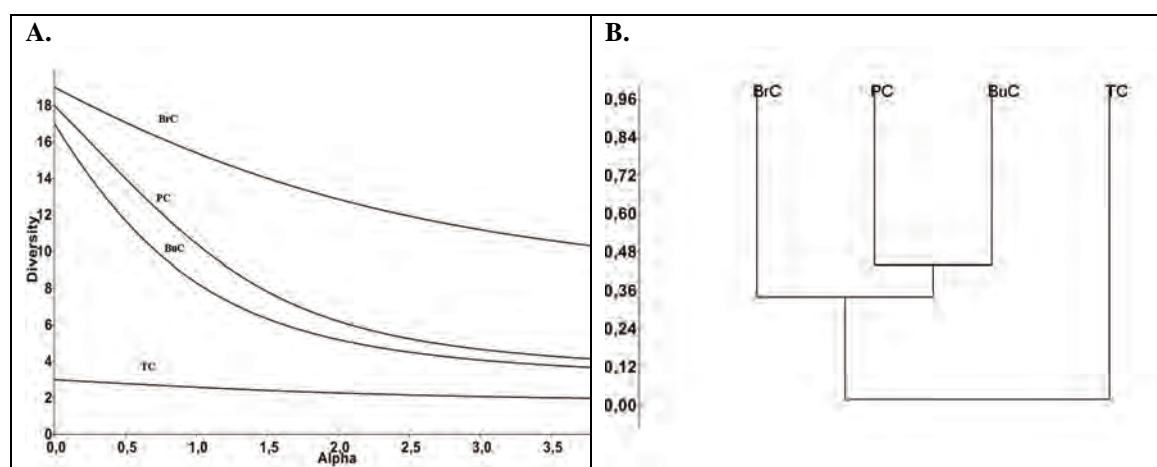 A.
18
16
14
12
10
8
6
4
2
0
Diversity
BrC
PC
BuC
TC
0,0 0,5 1,0 1,5 2,0 2,5 3,0 3,5
Alpha
B.
BrC PC BuC TC
0,96
0,84
0,72
0,60
0,48
0,36
0,24
0,12
0,00